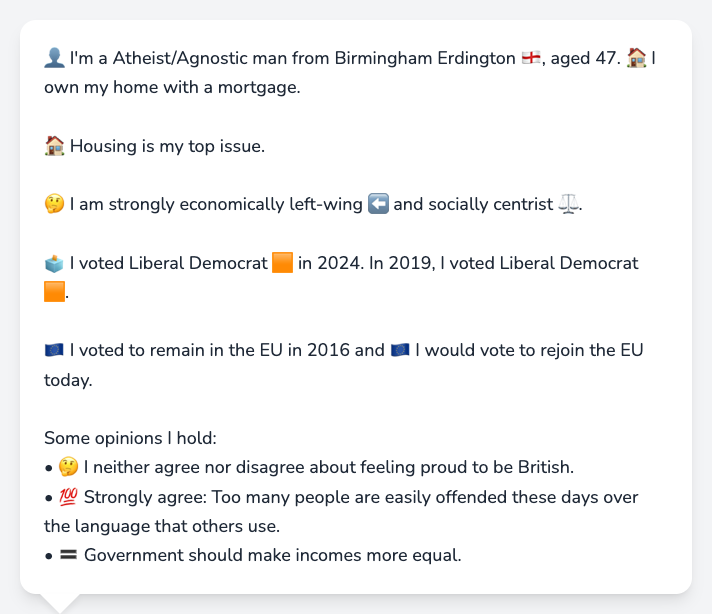 👤 I'm a Atheist/Agnostic man from Birmingham Erdington 🏴󠁧󠁢󠁥󠁮󠁧󠁿, aged 47. 🏠 I
own my home with a mortgage.
🏠 Housing is my top issue.
🤔 I am strongly economically left-wing ⬅️ and socially centrist ⚖️.
🗳️ I voted Liberal Democrat 🟧 in 2024. In 2019, I voted Liberal Democrat
🟧.
🇪🇺 I voted to remain in the EU in 2016 and 🇪🇺 I would vote to rejoin the EU
today.
Some opinions I hold:
• 🤔 I neither agree nor disagree about feeling proud to be British.
• 💯 Strongly agree: Too many people are easily offended these days over
the language that others use.
• 🟰 Government should make incomes more equal.